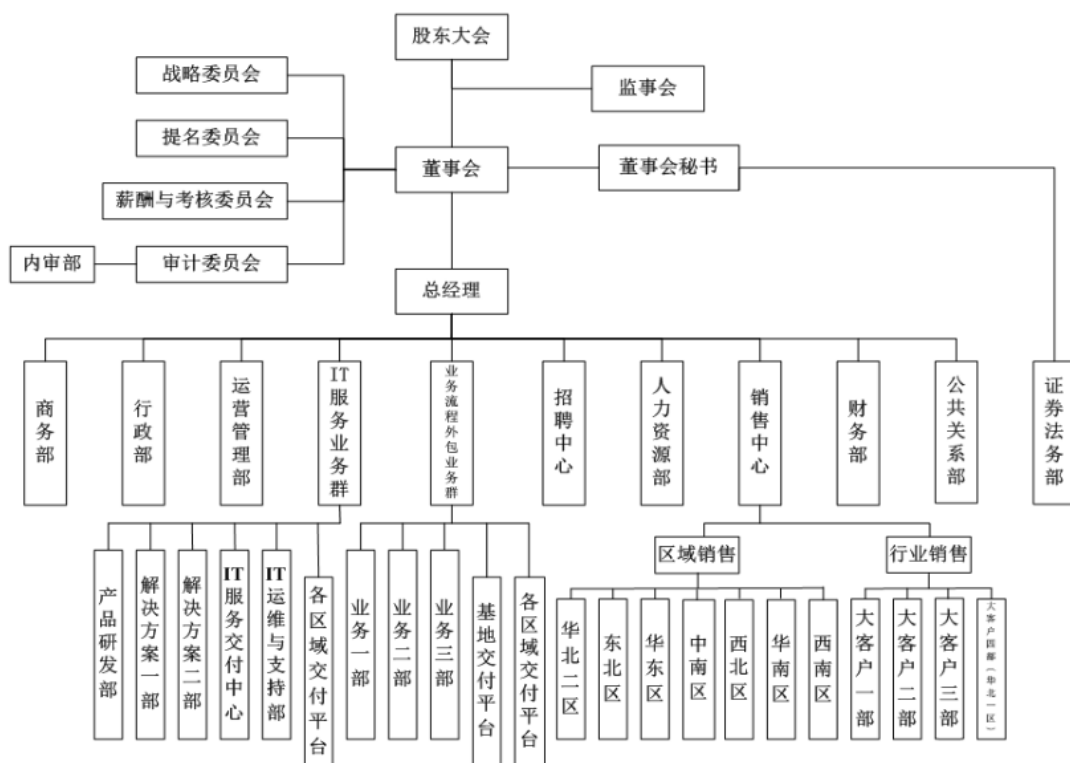 股东大会
战略委员会
监事会
提名委员会
董事会
董事会秘书
薪酬与考核委员会
内审部
审计委员会
总经理
商务部
行政部
运营管理部
IT服务业务群
业务流程外包业务群
招聘中心
人力资源部
销售中心
财务部
公共关系部
证券法务部
区域销售
行业销售
产品研发部
解决方案一部
解决方案二部
IT服务交付中心
IT运维与支持部
各区域交付平台
业务一部
业务二部
业务三部
基地交付平台
各区域交付平台
华北二区
东北区
华东区
中南区
西北区
华南区
西南区
大客户一部
大客户二部
大客户三部
大客户四部（华北一区）